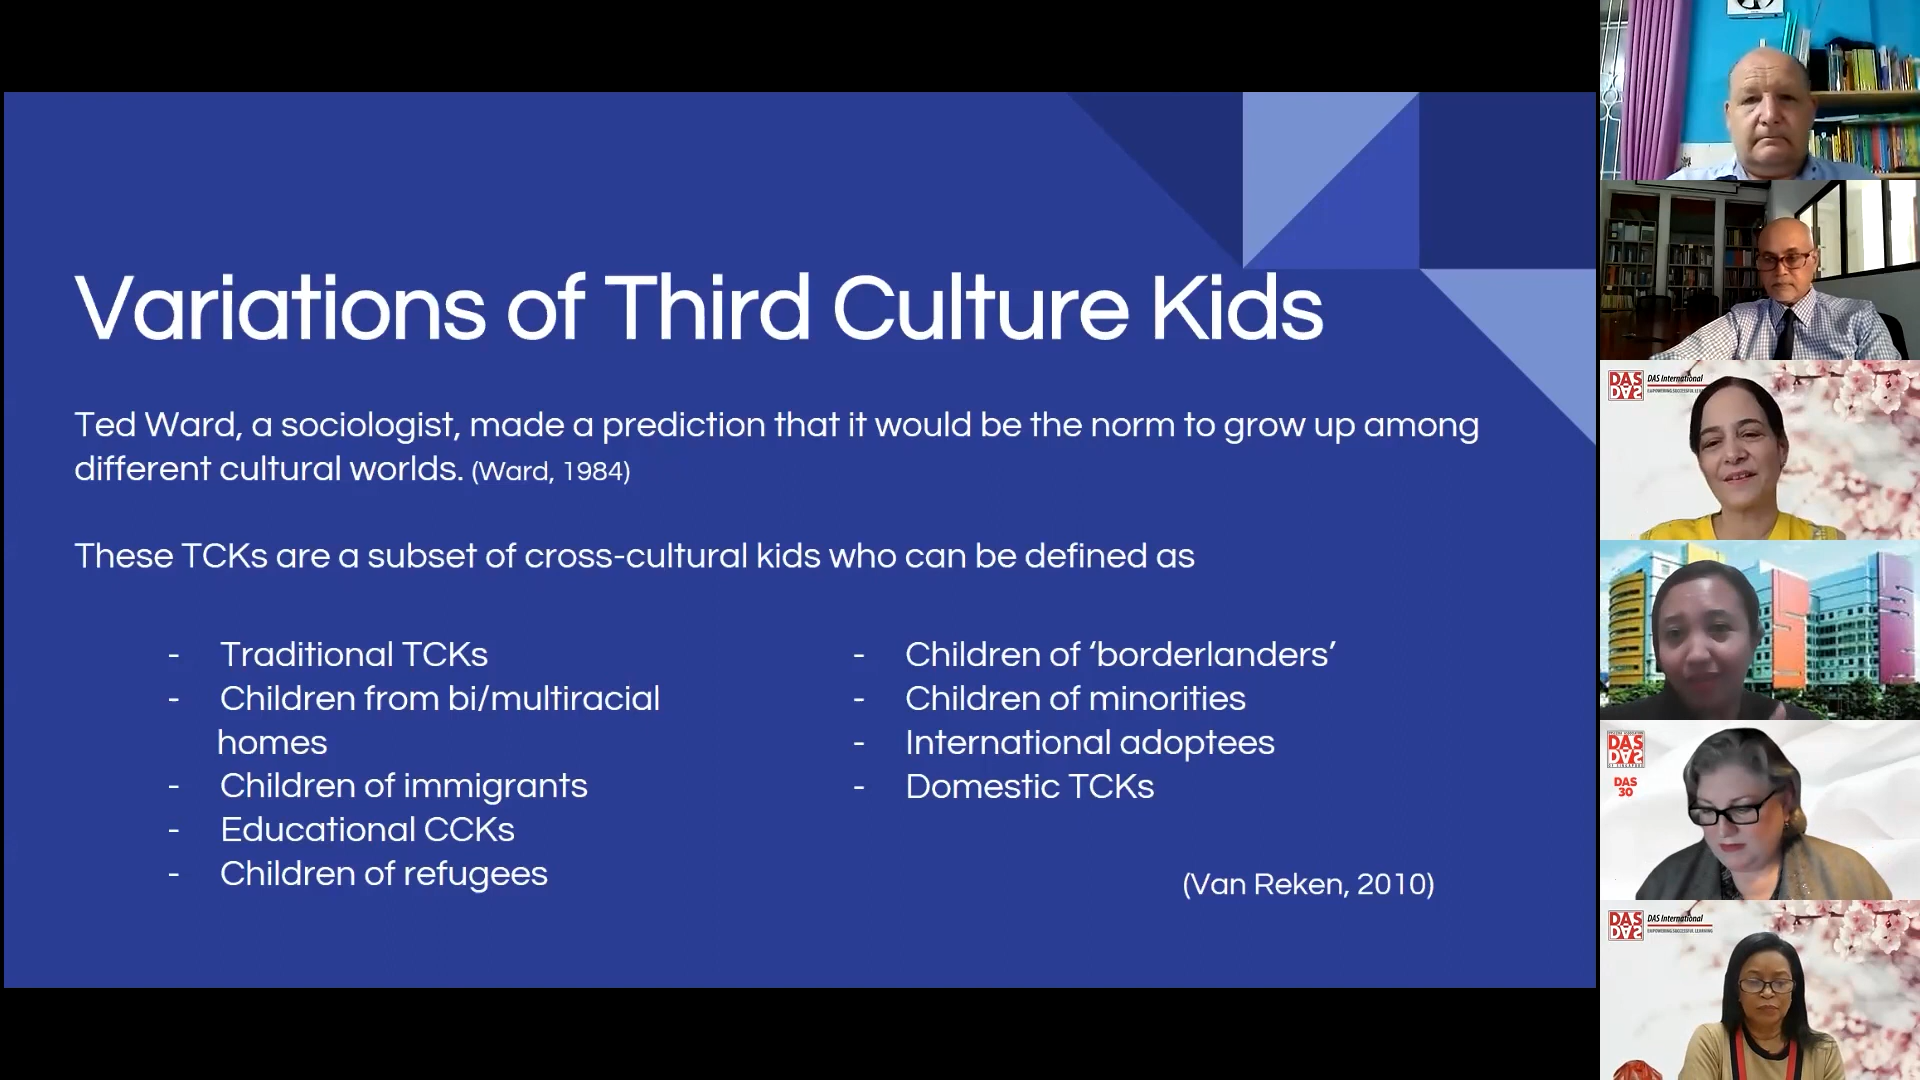 Variations of Third Culture Kids
Ted Ward, a sociologist, made a prediction that it would be the norm to grow up among
different cultural worlds. (Ward, 1984)
These TCKs are a subset of cross-cultural kids who can be defined as
- Traditional TCKs
- Children from bi/multiracial
homes
- Children of immigrants
- Educational CCKs
- Children of refugees
- Children of ‘borderlanders’
- Children of minorities
- International adoptees
- Domestic TCKs
(Van Reken, 2010)
DAS
DAS International
DAS
DAS
30
DAS
DAS International
EMPOWERING SUCCESSFUL LEARNING